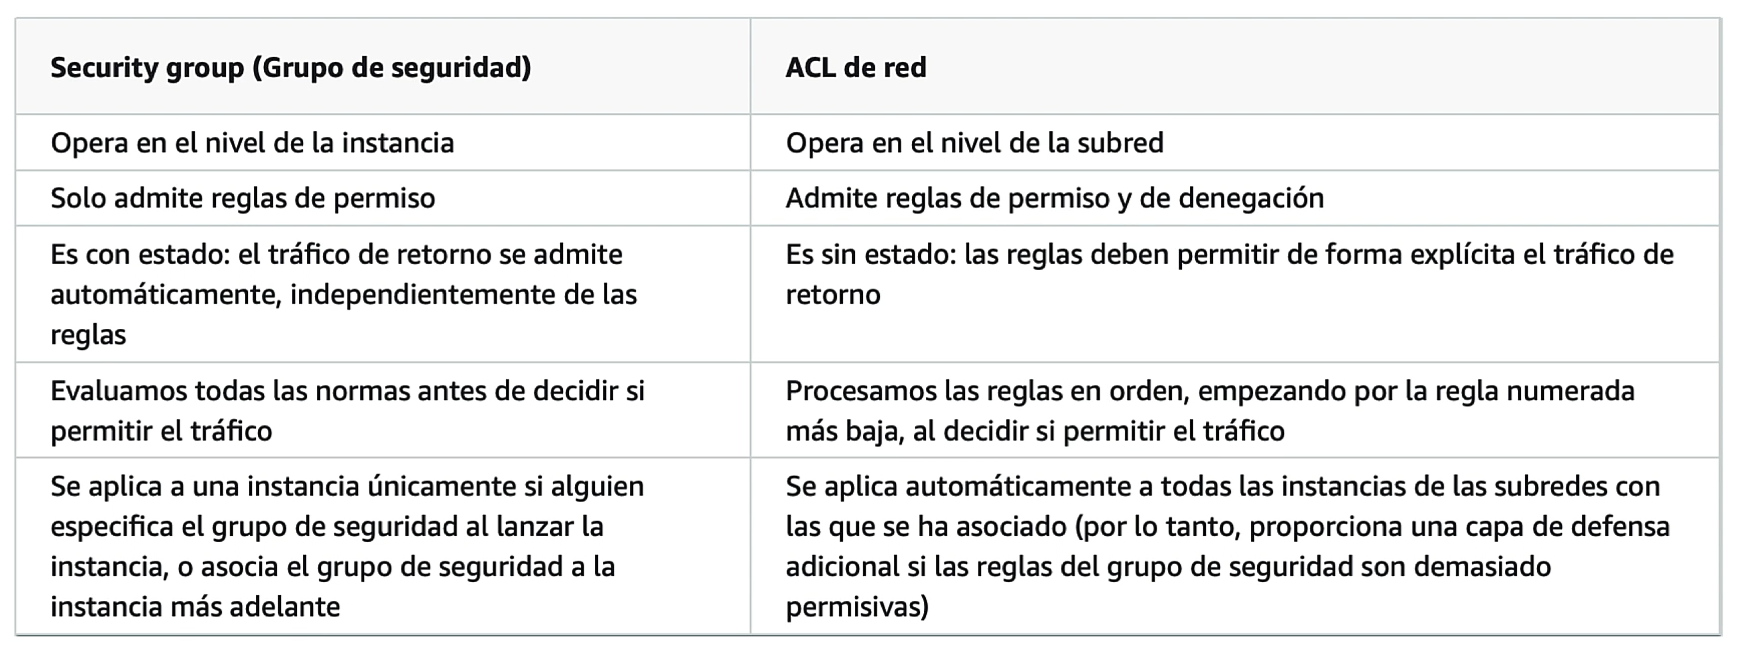 Security group (Grupo de seguridad)
ACL de red
Opera en el nivel de la instancia
Opera en el nivel de la subred
Solo admite reglas de permiso
Admite reglas de permiso y de denegación
Es con estado: el tráfico de retorno se admite
automáticamente, independientemente de las
reglas
Es sin estado: las reglas deben permitir de forma explícita el tráfico de
retorno
Evaluamos todas las normas antes de decidir si
permitir el tráfico
Procesamos las reglas en orden, empezando por la regla numerada
más baja, al decidir si permitir el tráfico
Se aplica a una instancia únicamente si alguien
especifica el grupo de seguridad al lanzar la
instancia, o asocia el grupo de seguridad a la
instancia más adelante
Se aplica automáticamente a todas las instancias de las subredes con
las que se ha asociado (por lo tanto, proporciona una capa de defensa
adicional si las reglas del grupo de seguridad son demasiado
permisivas)